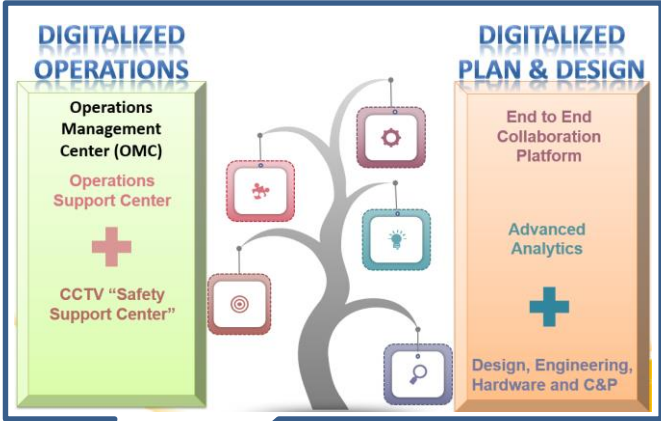 DIGITALIZED
OPERATIONS
Operations
Management
Center (OMC)
Operations
Support Center
CCTV “Safety
Support Center”
DIGITALIZED
PLAN & DESIGN
End to End
Collaboration
Platform
Advanced
Analytics
Design, Engineering,
Hardware and C&P